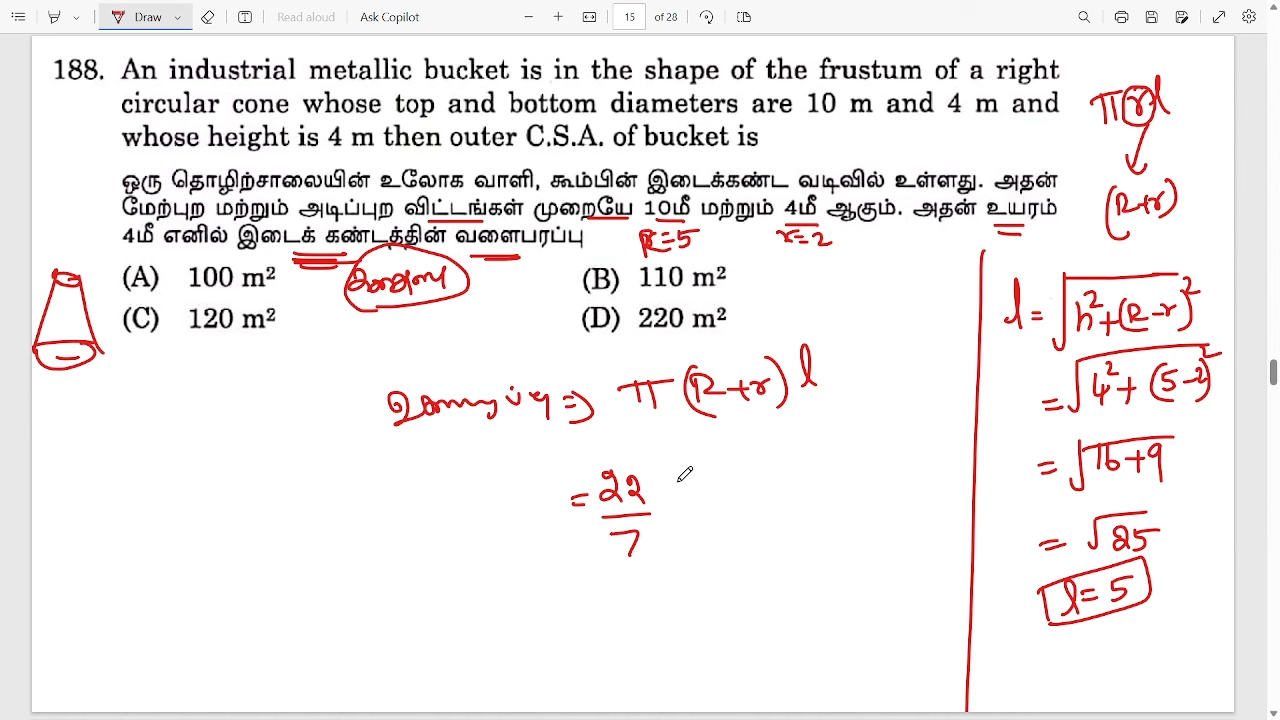 Draw
Read aloud
Ask Copilot
15
of 28
188. An industrial metallic bucket is in the shape of the frustum of a right
circular cone whose top and bottom diameters are 10 m and 4 m and
whose height is 4 m then outer C.S.A. of bucket is
ஒரு தொழிற்சாலையின் உலோக வாளி, கூம்பின் இடைக்கண்ட வடிவில் உள்ளது. அதன்
மேற்புற மற்றும் அடிப்புற விட்டங்கள் முறையே 10மீ மற்றும் 4மீ ஆகும். அதன் உயரம்
4மீ எனில் இடைக் கண்டத்தின் வளைபரப்பு
R=5
r=2
(A) 100 m²
(B) 110 m²
(C) 120 m²
(D) 220 m²
⇒ π(R+r)l
= 22/7
πrl
(R+r)
l = √h²+(R-r)²
= √4²+(5-2)²
= √16+9
= √25
l=5